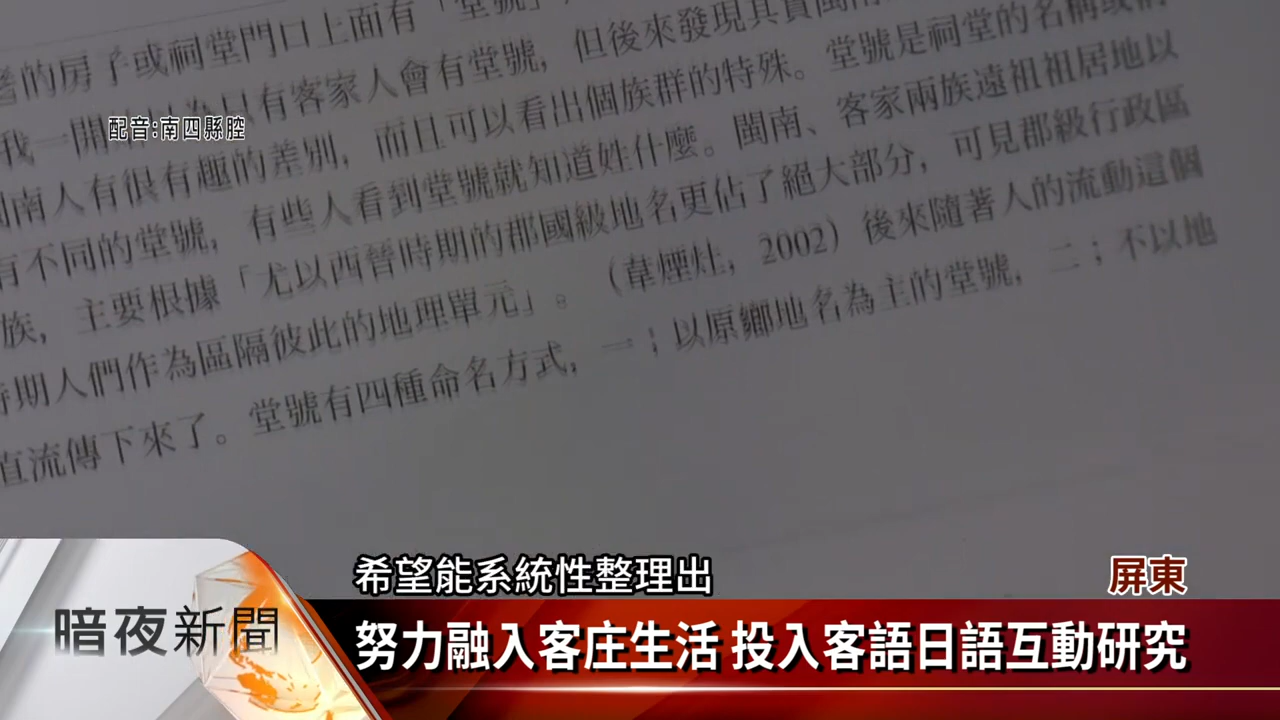 著的房子或祠堂門口上面有「堂號」
我一開始以為只有客家人會有堂號，但後來發現其實閩南
閩南人有很有趣的差別，而且可以看出個族群的特殊。堂號是祠堂的名稱或稱
有不同的堂號，有些人看到堂號就知道姓什麼。閩南、客家兩族遠祖祖居地以
族，主要根據「尤以西晉時期的郡國級地名更佔了絕大部分，可見郡級行政區
時期人們作為區隔彼此的地理單元」。（韋煙灶，2002）後來隨著人的流動這個
直流傳下來了。堂號有四種命名方式，一；以原鄉地名為主的堂號，二；不以地
配音:南四縣腔
希望能系統性整理出
屏東
暗夜新聞
努力融入客庄生活 投入客語日語互動研究